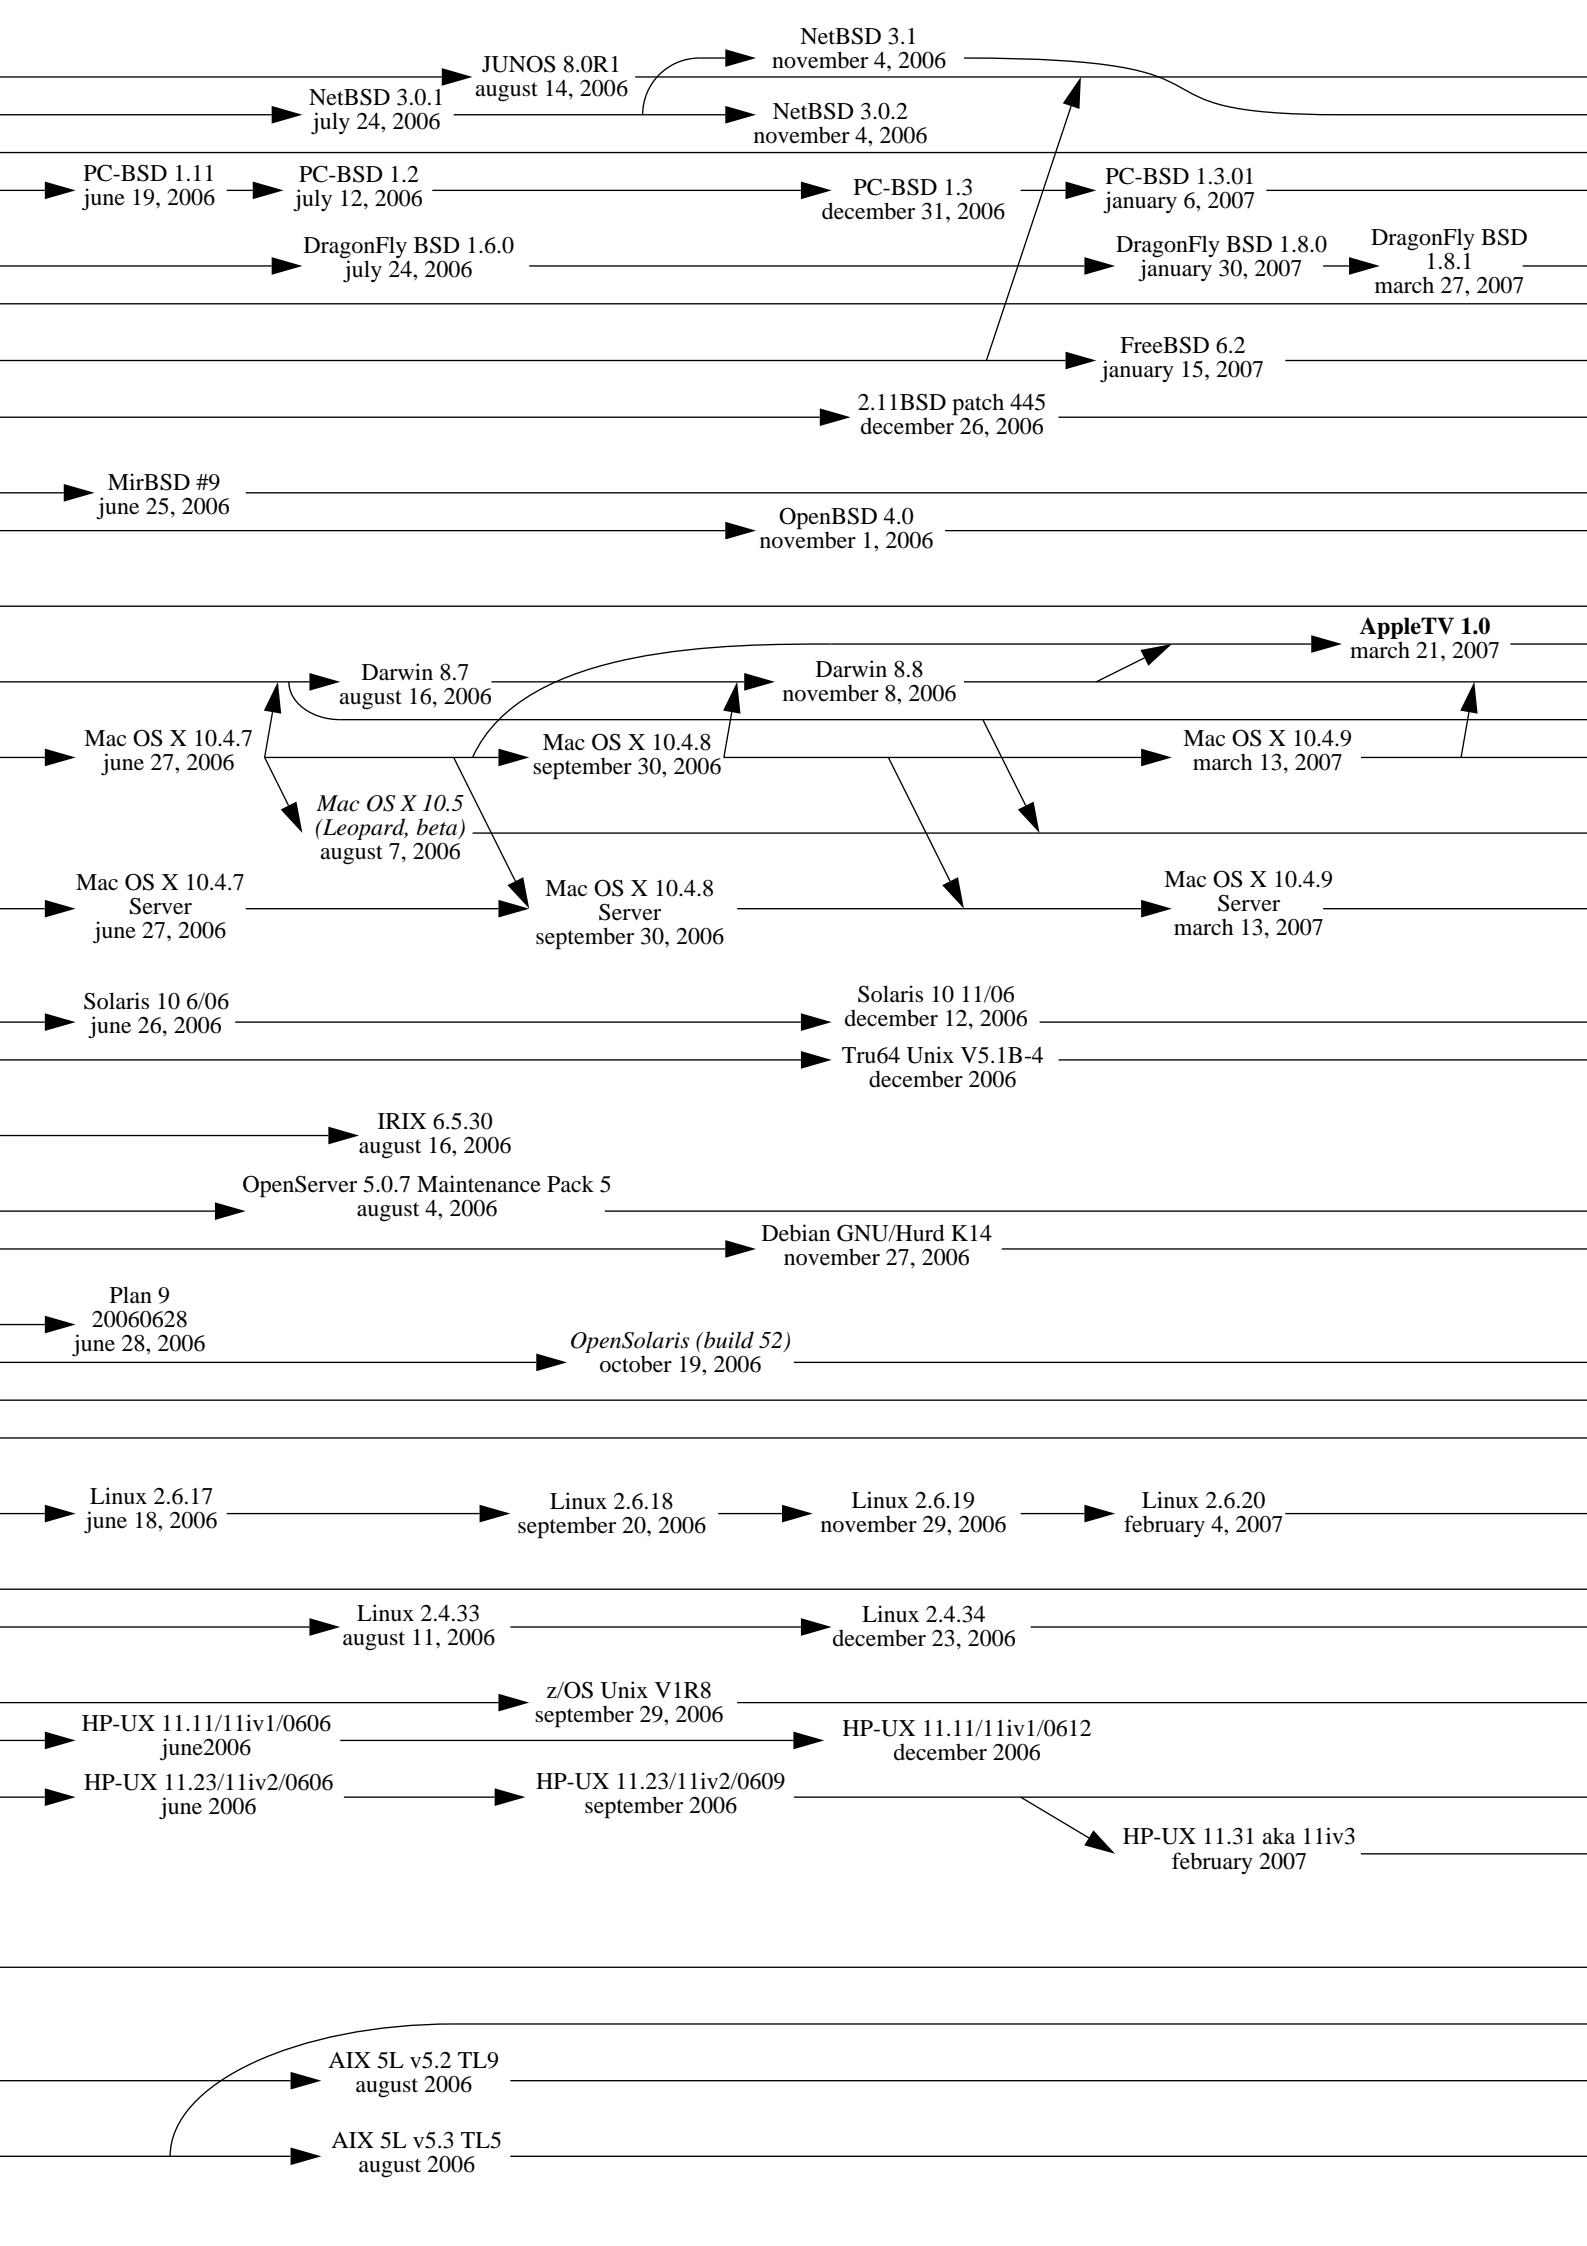 NetBSD 3.1
november 4, 2006
JUNOS 8.0R1
august 14, 2006
NetBSD 3.0.1
july 24, 2006
NetBSD 3.0.2
november 4, 2006
PC-BSD 1.11
june 19, 2006
PC-BSD 1.2
july 12, 2006
PC-BSD 1.3
december 31, 2006
PC-BSD 1.3.01
january 6, 2007
DragonFly BSD 1.6.0
july 24, 2006
DragonFly BSD 1.8.0
january 30, 2007
DragonFly BSD
1.8.1
march 27, 2007
FreeBSD 6.2
january 15, 2007
2.11BSD patch 445
december 26, 2006
MirBSD #9
june 25, 2006
OpenBSD 4.0
november 1, 2006
AppleTV 1.0
march 21, 2007
Darwin 8.7
august 16, 2006
Darwin 8.8
november 8, 2006
Mac OS X 10.4.7
june 27, 2006
Mac OS X 10.4.8
september 30, 2006
Mac OS X 10.4.9
march 13, 2007
Mac OS X 10.5
(Leopard, beta)
august 7, 2006
Mac OS X 10.4.7
Server
june 27, 2006
Mac OS X 10.4.8
Server
september 30, 2006
Mac OS X 10.4.9
Server
march 13, 2007
Solaris 10 6/06
june 26, 2006
Solaris 10 11/06
december 12, 2006
Tru64 Unix V5.1B-4
december 2006
IRIX 6.5.30
august 16, 2006
OpenServer 5.0.7 Maintenance Pack 5
august 4, 2006
Debian GNU/Hurd K14
november 27, 2006
Plan 9
20060628
june 28, 2006
OpenSolaris (build 52)
october 19, 2006
Linux 2.6.17
june 18, 2006
Linux 2.6.18
september 20, 2006
Linux 2.6.19
november 29, 2006
Linux 2.6.20
february 4, 2007
Linux 2.4.33
august 11, 2006
Linux 2.4.34
december 23, 2006
z/OS Unix V1R8
september 29, 2006
HP-UX 11.11/11iv1/0606
june2006
HP-UX 11.11/11iv1/0612
december 2006
HP-UX 11.23/11iv2/0606
june 2006
HP-UX 11.23/11iv2/0609
september 2006
HP-UX 11.31 aka 11iv3
february 2007
AIX 5L v5.2 TL9
august 2006
AIX 5L v5.3 TL5
august 2006